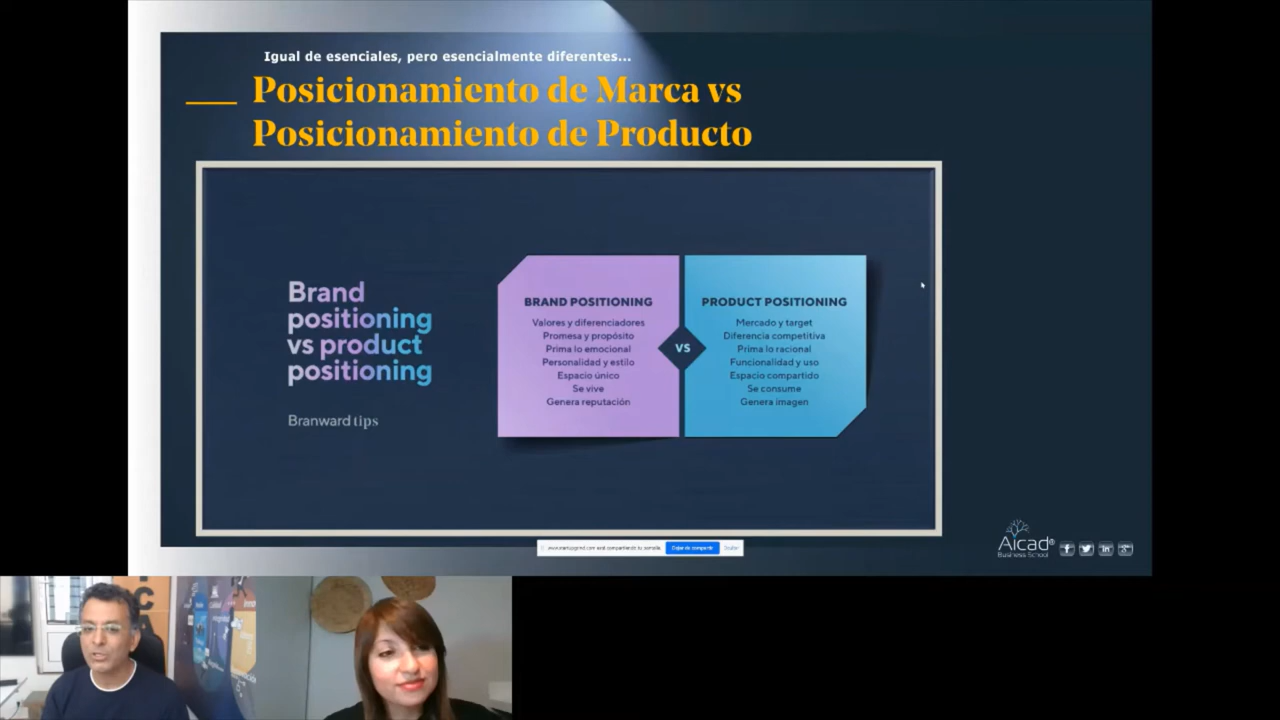 Igual de esenciales, pero esencialmente diferentes...
Posicionamiento de Marca vs
Posicionamiento de Producto
Brand
positioning
vs product
positioning
Branward tips
BRAND POSITIONING
Valores y diferenciadores
Promesa y propósito
Prima lo emocional
Personalidad y estilo
Espacio único
Se vive
Genera reputación
VS
PRODUCT POSITIONING
Mercado y target
Diferencia competitiva
Prima lo racional
Funcionalidad y uso
Espacio compartido
Se consume
Genera imagen
Dejar de compartir
Aicad®
Business School